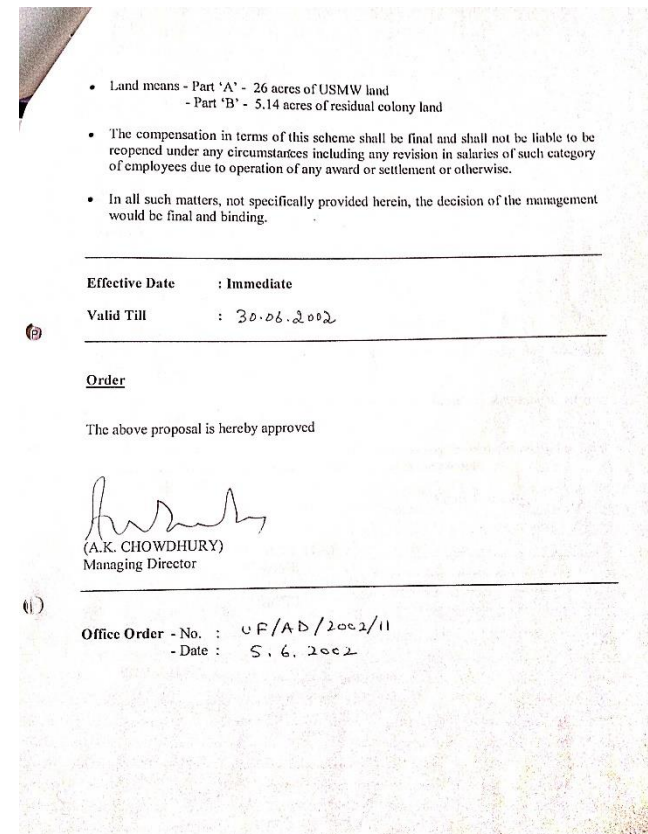 • Land means - Part 'A' - 26 acres of USMW land
- Part 'B' - 5.14 acres of residual colony land
• The compensation in terms of this scheme shall be final and shall not be liable to be
reopened under any circumstances including any revision in salaries of such category
of employees due to operation of any award or settlement or otherwise.
• In all such matters, not specifically provided herein, the decision of the management
would be final and binding.
Effective Date : Immediate
Valid Till : 30.06.2002
Order
The above proposal is hereby approved
(A.K. CHOWDHURY)
Managing Director
Office Order - No. : UF/AD/2002/11
- Date : 5.6.2002